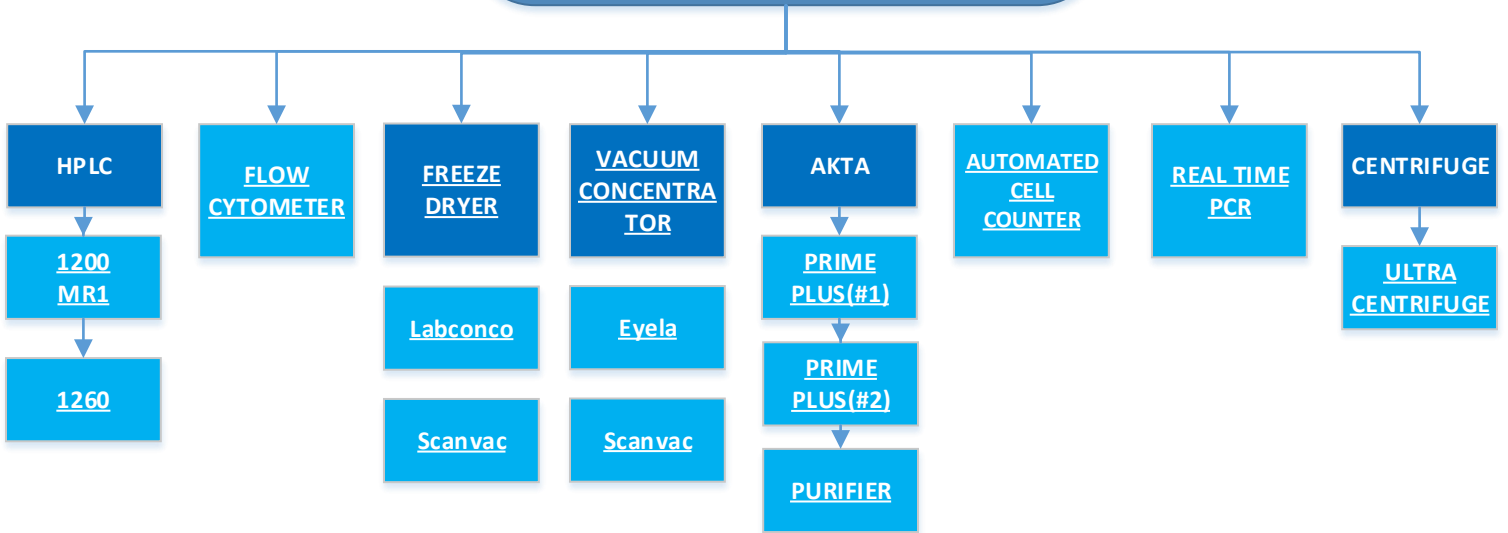 HPLC
1200
MR1
1260
FLOW
CYTOMETER
FREEZE
DRYER
Labconco
Scanvac
VACUUM
CONCENTRA
TOR
Eyela
Scanvac
AKTA
PRIME
PLUS(#1)
PRIME
PLUS(#2)
PURIFIER
AUTOMATED
CELL
COUNTER
REAL TIME
PCR
CENTRIFUGE
ULTRA
CENTRIFUGE